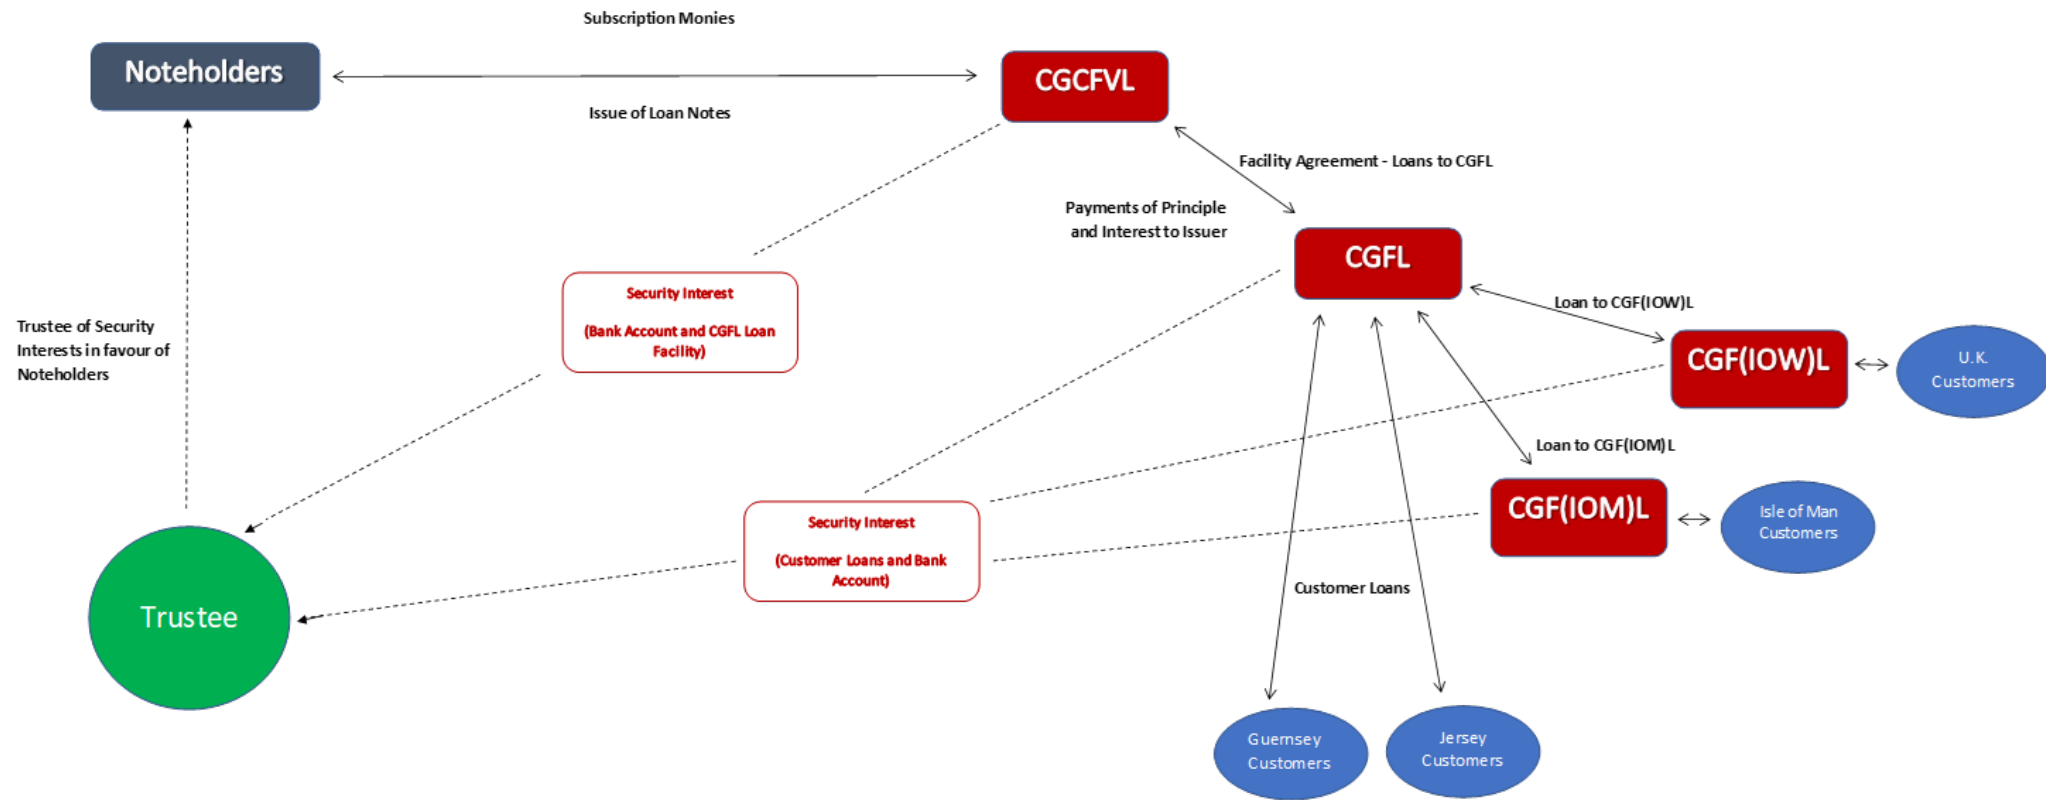 Subscription Monies
Noteholders
CGCFVL
Issue of Loan Notes
Facility Agreement - Loans to CGFL
Payments of Principle
and Interest to Issuer
CGFL
Security Interest
(Bank Account and CGFL Loan
Facility)
Loan to CGF(IOW)L
Trustee of Security
Interests in favour of
Noteholders
CGF(IOW)L
U.K.
Customers
Loan to CGF(IOM)L
CGF(IOM)L
Isle of Man
Customers
Security Interest
(Customer Loans and Bank
Account)
Trustee
Customer Loans
Guernsey
Customers
Jersey
Customers